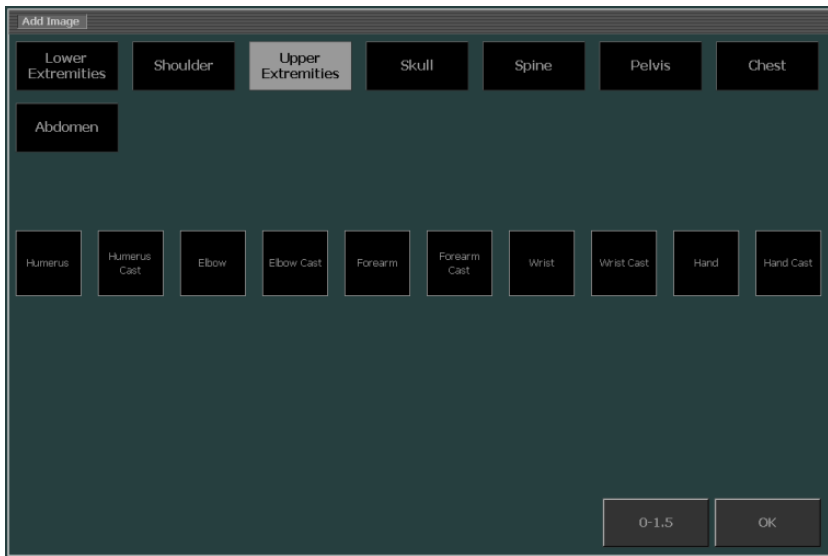 Add Image
Lower
Extremities
Shoulder
Upper
Extremities
Skull
Spine
Pelvis
Chest
Abdomen
Humerus
Humerus
Cast
Elbow
Elbow Cast
Forearm
Forearm
Cast
Wrist
Wrist Cast
Hand
Hand Cast
0-1.5
OK